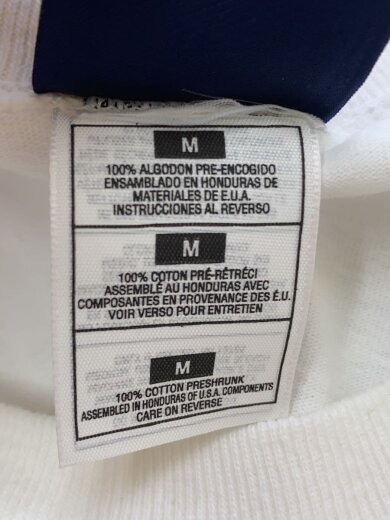 M
100% ALGODON PRE-ENCOGIDO
ENSAMBLADO EN HONDURAS DE
MATERIALES DE E.U.A.
INSTRUCCIONES AL REVERSO
M
100% COTON PRÉ-RÉTRÉCI
ASSEMBLÉ AU HONDURAS AVEC
COMPOSANTES EN PROVENANCE DES É.U.
VOIR VERSO POUR ENTRETIEN
M
100% COTTON PRESHRUNK
ASSEMBLED IN HONDURAS OF U.S.A. COMPONENTS
CARE ON REVERSE